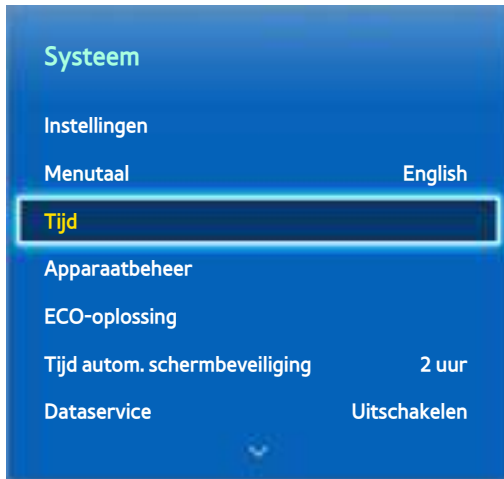 Systeem
Instellingen
Menutaal English
Tijd
Apparaatbeheer
ECO-oplossing
Tijd autom. schermbeveiliging 2 uur
Dataservice Uitschakelen